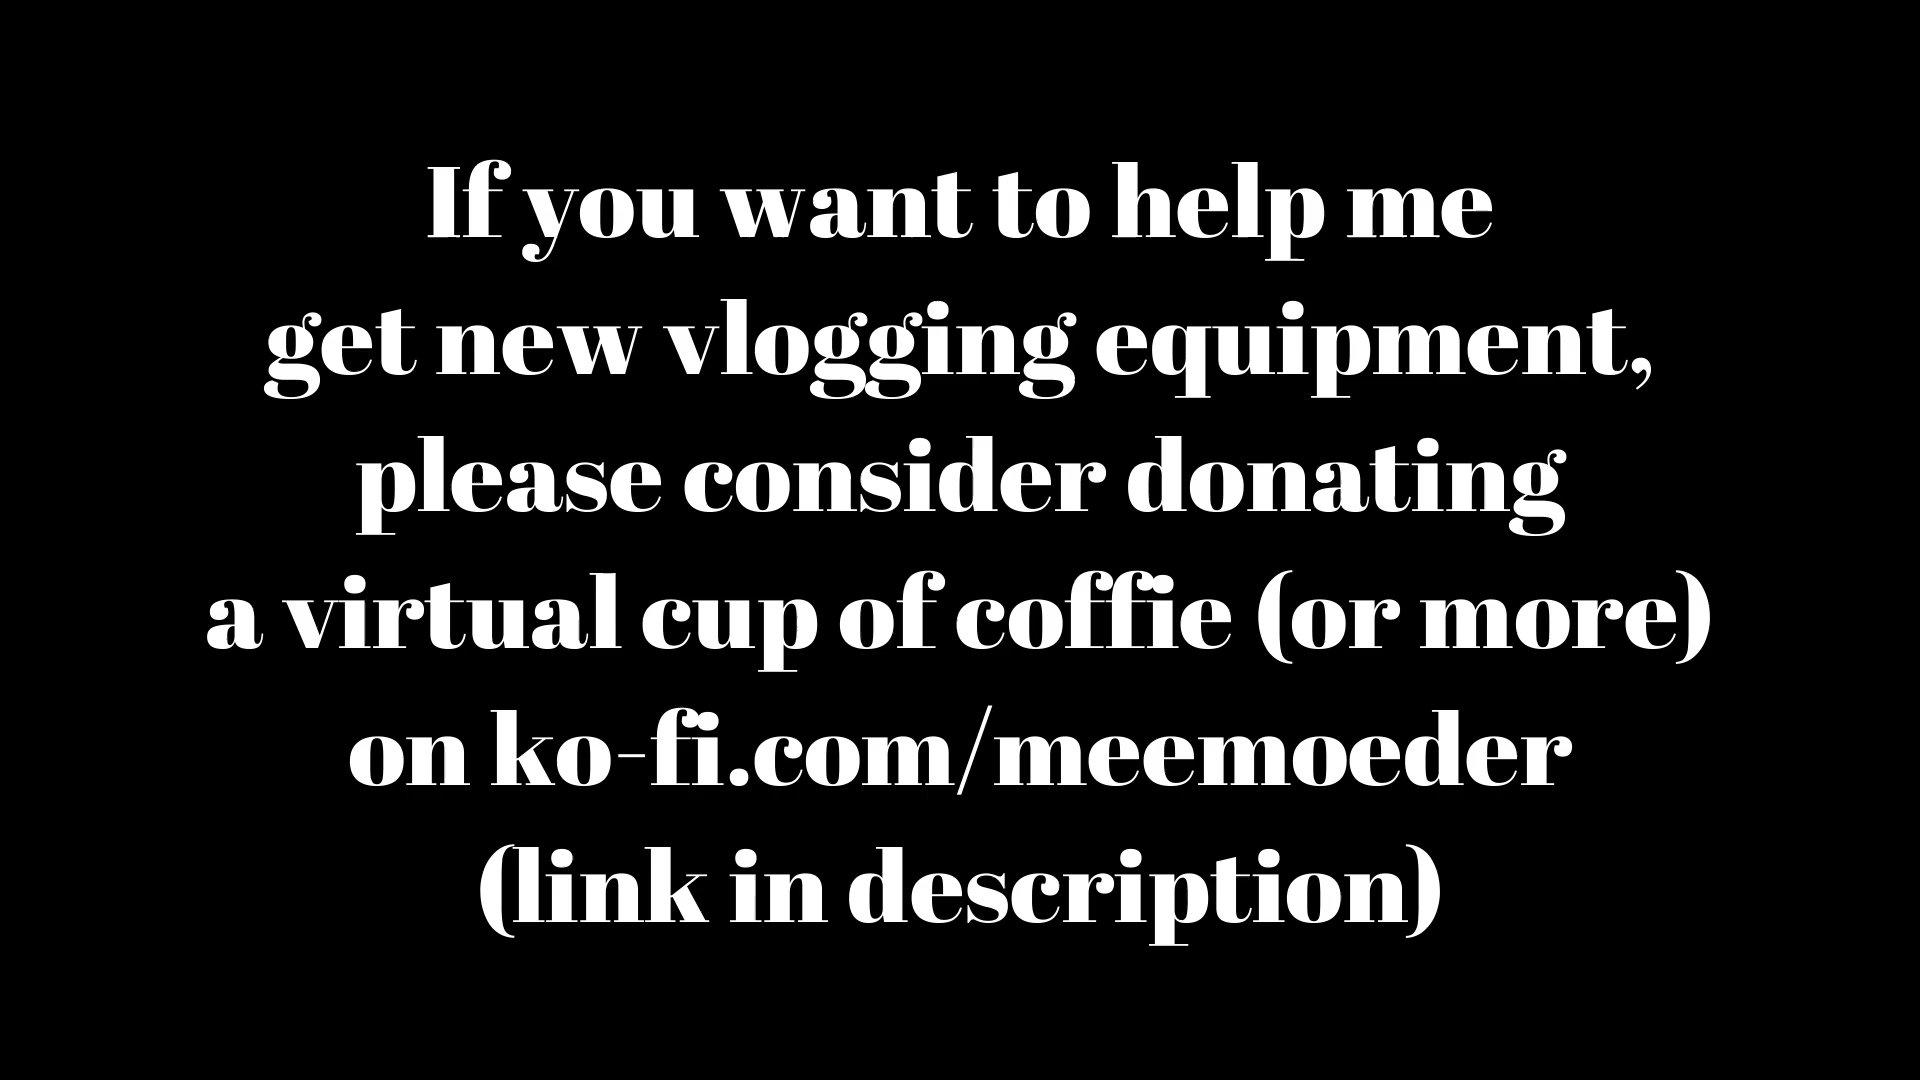 If you want to help me
get new vlogging equipment,
please consider donating
a virtual cup of coffie (or more)
on ko-fi.com/meemoeder
(link in description)